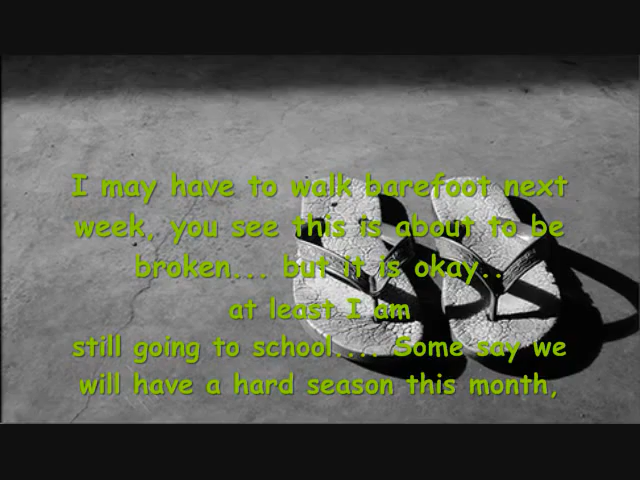 I may have to walk barefoot next
week, you see this is about to be
broken... but it is okay..
at least I am
still going to school.... Some say we
will have a hard season this month,